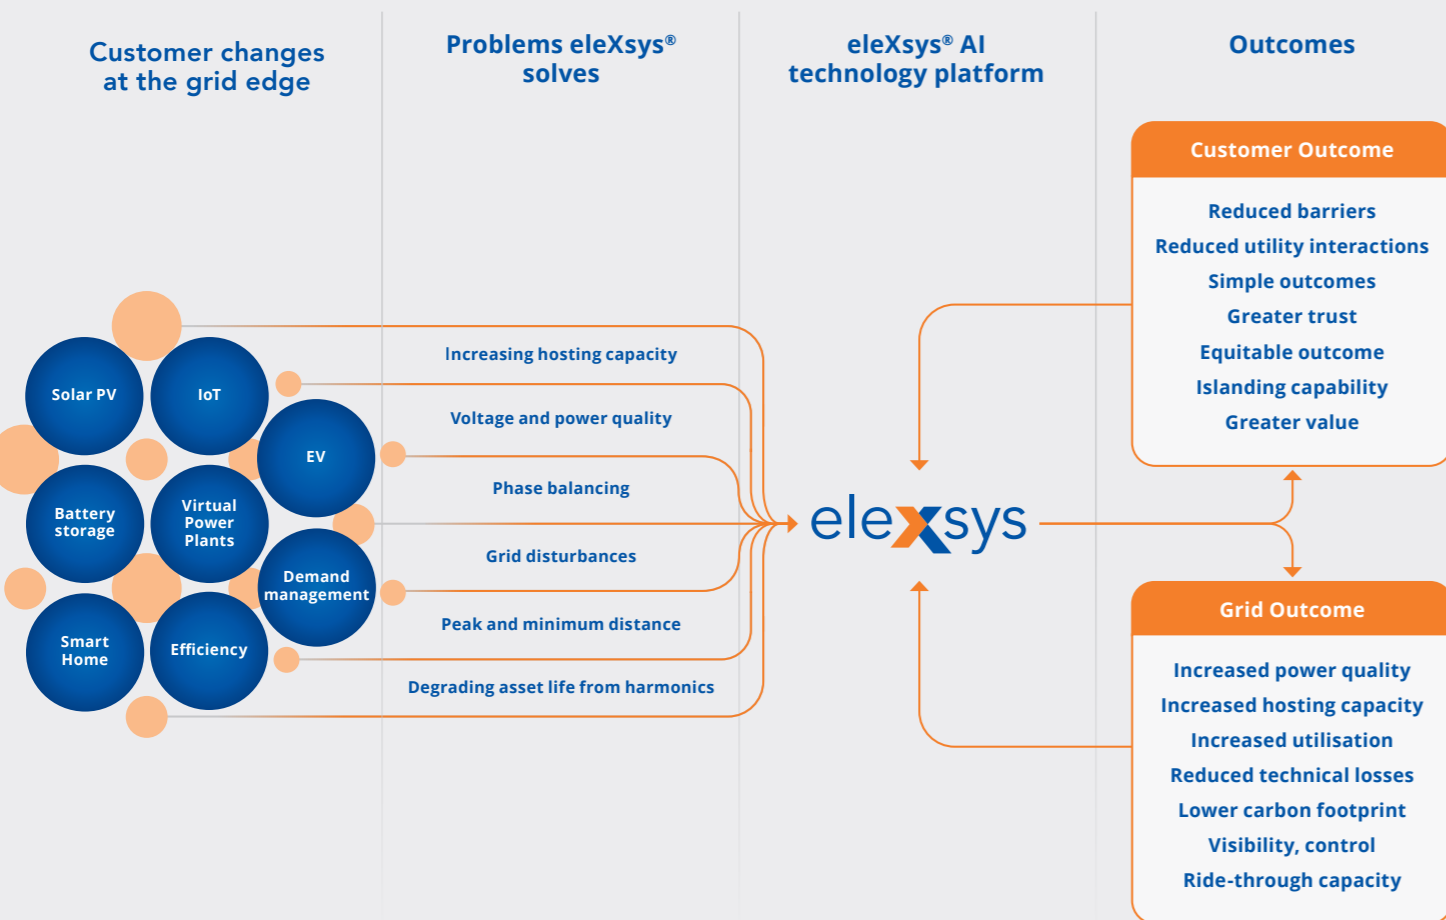 Customer changes
at the grid edge
Problems eleXsys®
solves
eleXsys® AI
technology platform
Outcomes
Solar PV
IoT
EV
Battery
storage
Virtual
Power
Plants
Demand
management
Smart
Home
Efficiency
Increasing hosting capacity
Voltage and power quality
Phase balancing
Grid disturbances
Peak and minimum distance
Degrading asset life from harmonics
elexsys
Customer Outcome
Reduced barriers
Reduced utility interactions
Simple outcomes
Greater trust
Equitable outcome
Islanding capability
Greater value
Grid Outcome
Increased power quality
Increased hosting capacity
Increased utilisation
Reduced technical losses
Lower carbon footprint
Visibility, control
Ride-through capacity